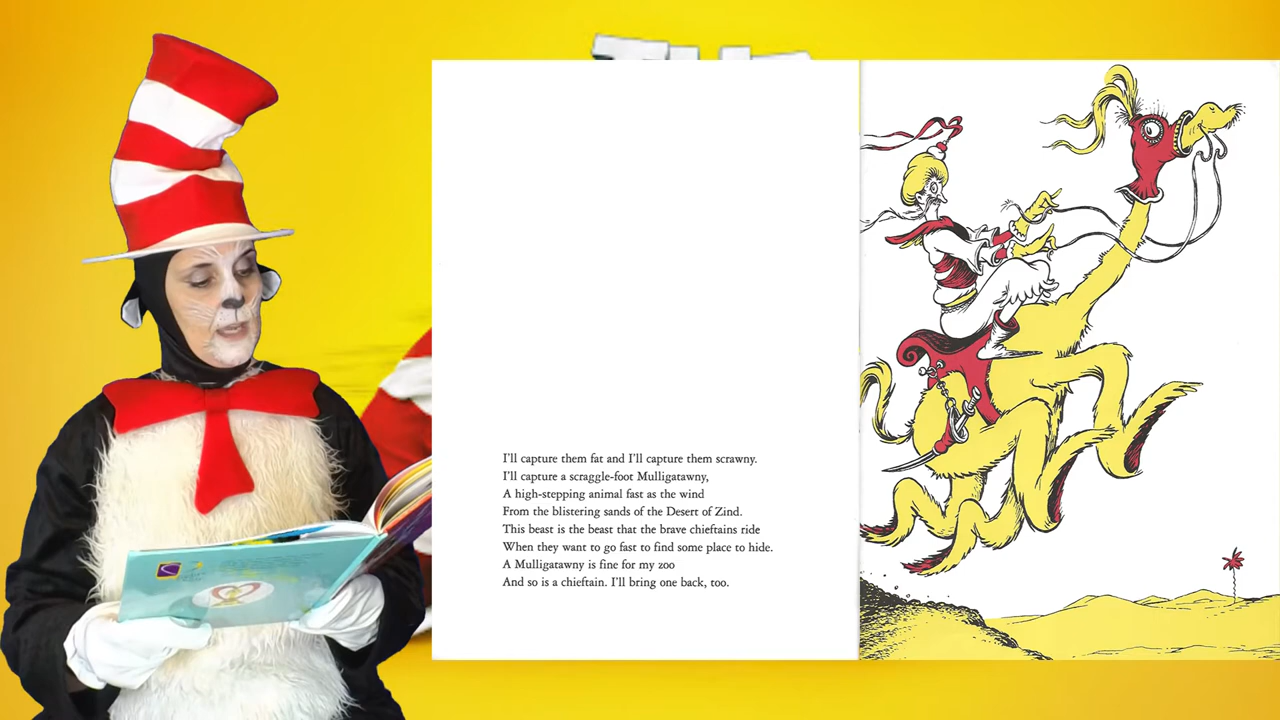 I'll capture them fat and I'll capture them scrawny.
I'll capture a scraggle-foot Mulligatawny,
A high-stepping animal fast as the wind
From the blistering sands of the Desert of Zind.
This beast is the beast that the brave chieftains ride
When they want to go fast to find some place to hide.
A Mulligatawny is fine for my zoo
And so is a chieftain. I'll bring one back, too.